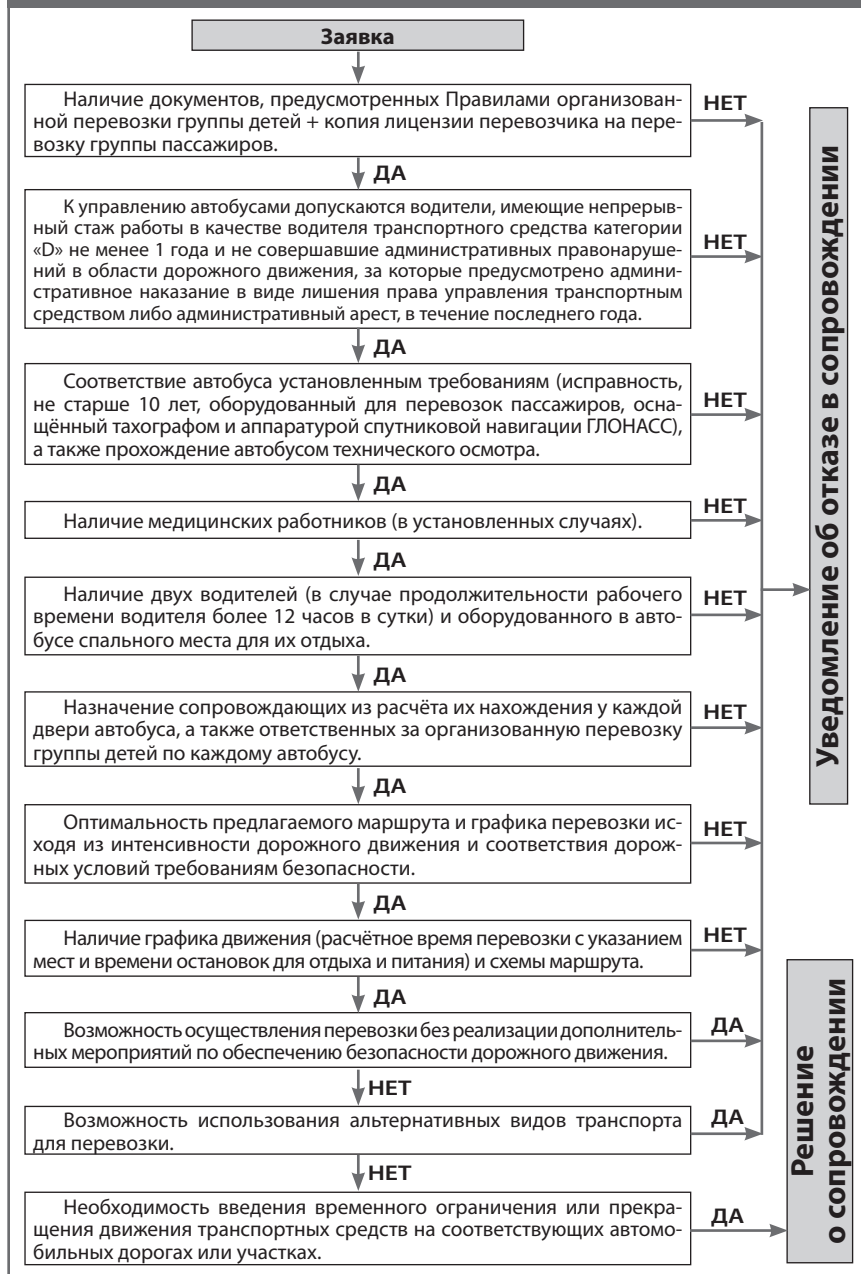 Заявка
Наличие документов, предусмотренных Правилами организован-
ной перевозки группы детей + копия лицензии перевозчика на пере-
возку группы пассажиров.
НЕТ
ДА
К управлению автобусами допускаются водители, имеющие непрерыв-
ный стаж работы в качестве водителя транспортного средства категории
«D» не менее 1 года и не совершавшие административных правонаруше-
ний в области дорожного движения, за которые предусмотрено админи-
стративное наказание в виде лишения права управления транспортным
средством либо административный арест, в течение последнего года.
НЕТ
ДА
Соответствие автобуса установленным требованиям (исправность,
не старше 10 лет, оборудованный для перевозок пассажиров, осна-
щённый тахографом и аппаратурой спутниковой навигации ГЛОНАСС),
а также прохождение автобусом технического осмотра.
НЕТ
ДА
Наличие медицинских работников (в установленных случаях).
НЕТ
ДА
Наличие двух водителей (в случае продолжительности рабочего
времени водителя более 12 часов в сутки) и оборудованного в авто-
бусе спального места для их отдыха.
НЕТ
ДА
Назначение сопровождающих из расчёта их нахождения у каждой
двери автобуса, а также ответственных за организованную перевозку
группы детей по каждому автобусу.
НЕТ
ДА
Оптимальность предлагаемого маршрута и графика перевозки ис-
ходя из интенсивности дорожного движения и соответствия дорож-
ных условий требованиям безопасности.
НЕТ
ДА
Наличие графика движения (расчётное время перевозки с указанием
мест и времени остановок для отдыха и питания) и схемы маршрута.
НЕТ
ДА
Возможность осуществления перевозки без реализации дополнитель-
ных мероприятий по обеспечению безопасности дорожного движения.
ДА
НЕТ
Возможность использования альтернативных видов транспорта
для перевозки.
ДА
НЕТ
Необходимость введения временного ограничения или прекра-
щения движения транспортных средств на соответствующих автомо-
бильных дорогах или участках.
ДА
Уведомление об отказе в сопровождении
Решение
о сопровождении